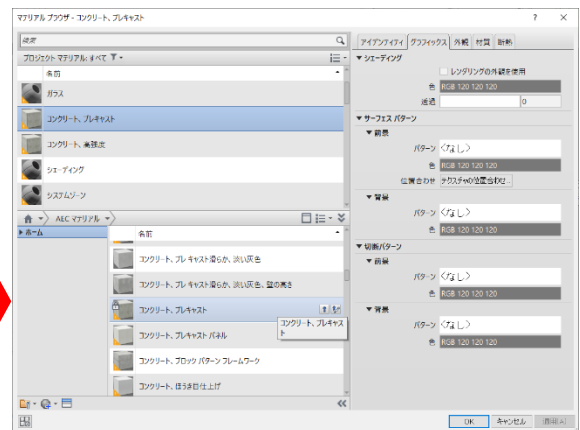 マテリアル ブラウザ - コンクリート、プレキャスト
? ×
検索
プロジェクト マテリアル: すべて
名前
ガラス
コンクリート、プレキャスト
コンクリート、高強度
シェーディング
システムゾーン
AEC マテリアル
ホーム
名前
コンクリート、プレ キャスト滑らか、淡い灰色
コンクリート、プレ キャスト滑らか、淡い灰色、壁の高さ
コンクリート、プレキャスト
コンクリート、プレキャスト
コンクリート、プレキャスト パネル
コンクリート、ブロック パターン フレームワーク
コンクリート、ほうき目仕上げ
アイデンティティ グラフィックス 外観 材質 断熱
▼ シェーディング
レンダリングの外観を使用
色 RGB 120 120 120
透過 0
▼ サーフェス パターン
▼ 前景
パターン <なし>
色 RGB 120 120 120
位置合わせ テクスチャの位置合わせ...
▼ 背景
パターン <なし>
色 RGB 120 120 120
▼ 切断パターン
▼ 前景
パターン <なし>
色 RGB 120 120 120
▼ 背景
パターン <なし>
色 RGB 120 120 120
OK キャンセル 適用(A)